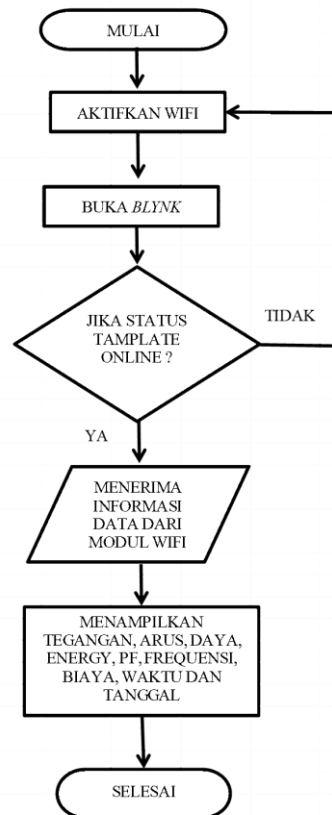 MULAI
AKTIFKAN WIFI
BUKA BLYNK
JIKA STATUS
TAMPLATE
ONLINE ?
TIDAK
YA
MENERIMA
INFORMASI
DATA DARI
MODUL WIFI
MENAMPILKAN
TEGANGAN, ARUS, DAYA,
ENERGY, PF, FREQUENSI,
BIAYA, WAKTU DAN
TANGGAL
SELESAI